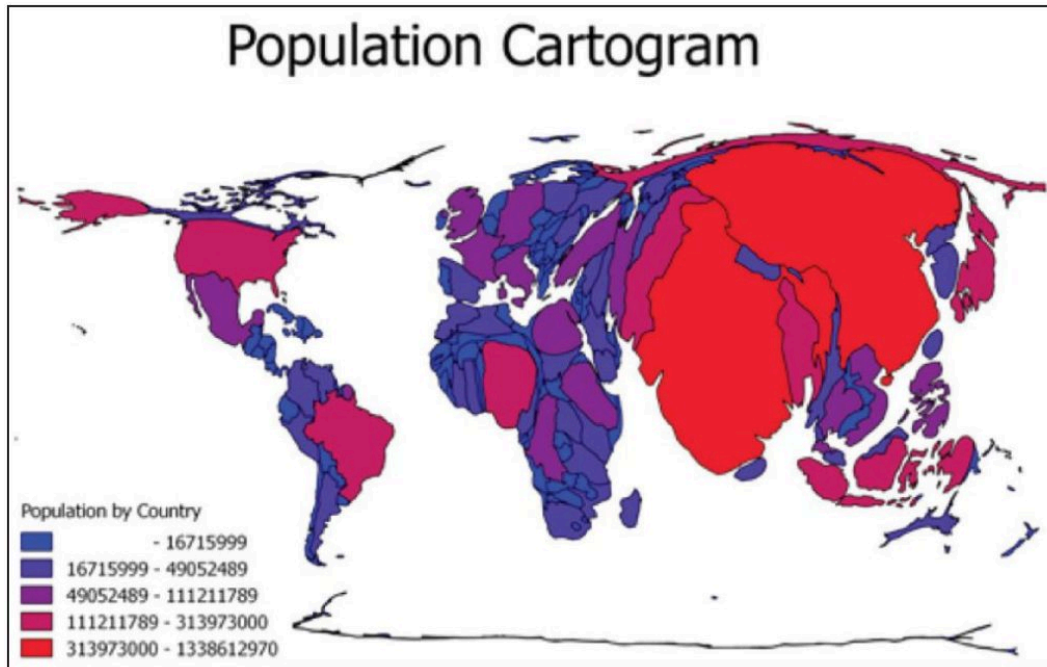 Population Cartogram
Population by Country
- 16715999
16715999 - 49052489
49052489 - 111211789
111211789 - 313973000
313973000 - 1338612970